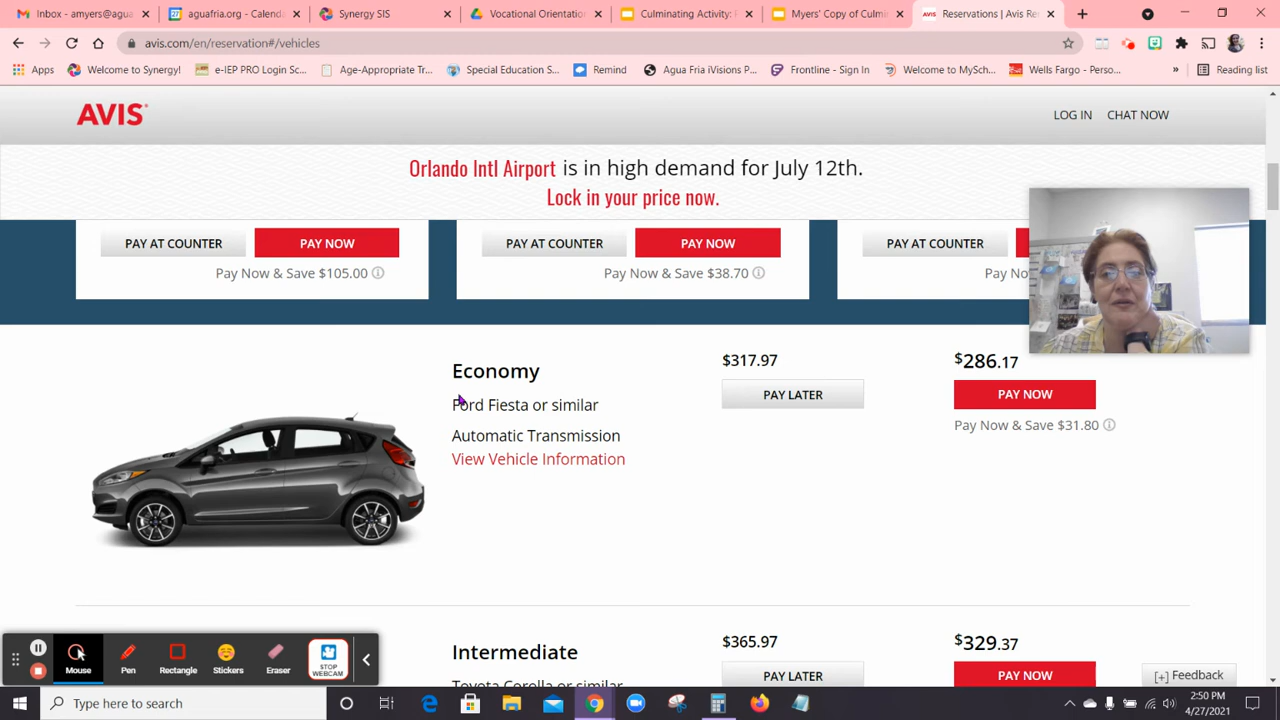 Inbox - amyers@agua
27
aguafria.org - Calenda
Synergy SIS
Vocational Orientation
Culminating Activity: F
Myers' Copy of Culmin
AVIS
Reservations | Avis Re
avis.com/en/reservation#/vehicles
Apps
Welcome to Synergy!
e-IEP PRO Login Sc...
Age-Appropriate Tr...
Special Education S...
Remind
Agua Fria iVisions P...
Frontline - Sign In
Welcome to MySch...
Wells Fargo - Perso...
»
Reading list
AVIS
LOG IN
CHAT NOW
Orlando Intl Airport is in high demand for July 12th.
Lock in your price now.
PAY AT COUNTER
PAY NOW
PAY AT COUNTER
PAY NOW
PAY AT COUNTER
Pay Now & Save $105.00
Pay Now & Save $38.70
Pay No
Economy
Ford Fiesta or similar
Automatic Transmission
View Vehicle Information
$317.97
PAY LATER
$286.17
PAY NOW
Pay Now & Save $31.80
Intermediate
Toyota Corolla or similar
$365.97
PAY LATER
$329.37
PAY NOW
[+] Feedback
Mouse
Pen
Rectangle
Stickers
Eraser
STOP
WEBCAM
Type here to search
2:50 PM
4/27/2021